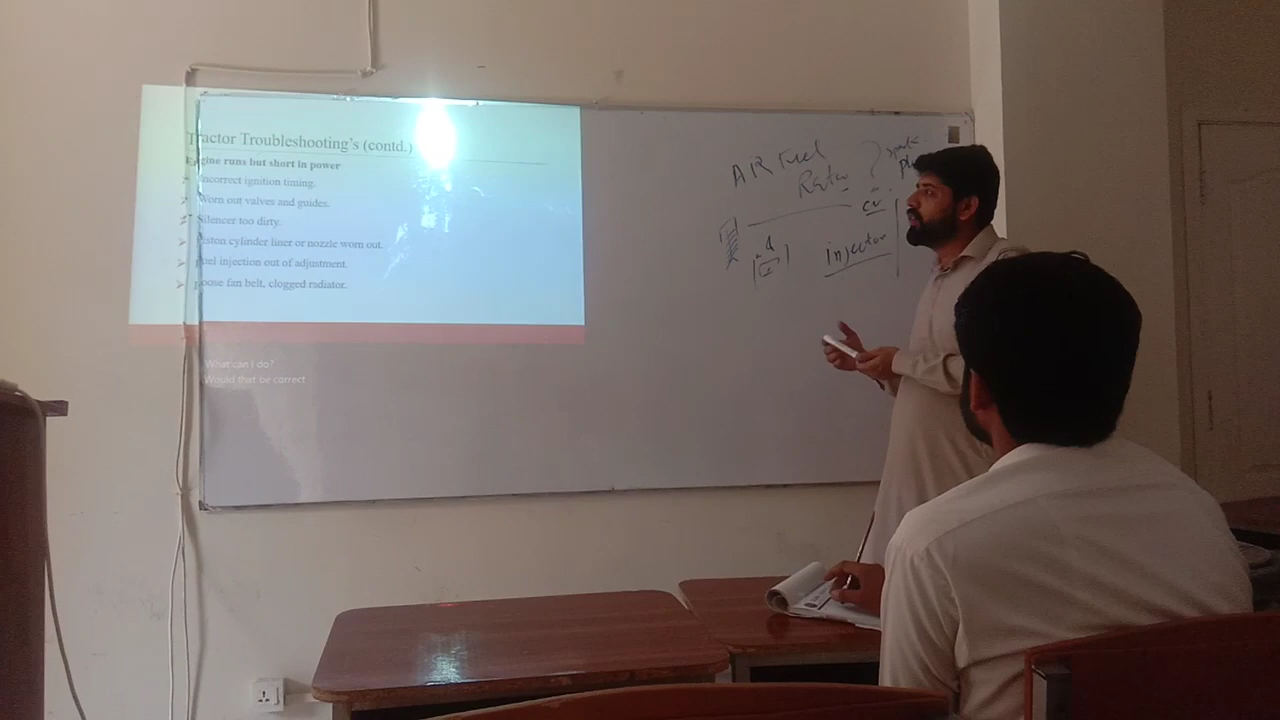 Tractor Troubleshooting's (contd.)
Engine runs but short in power
Incorrect ignition timing.
Worn out valves and guides.
Silencer too dirty.
Piston cylinder liner or nozzle worn out.
Fuel injection out of adjustment.
Loose fan belt, clogged radiator.
What can I do?
Would that be correct
AIR Fuel
injector